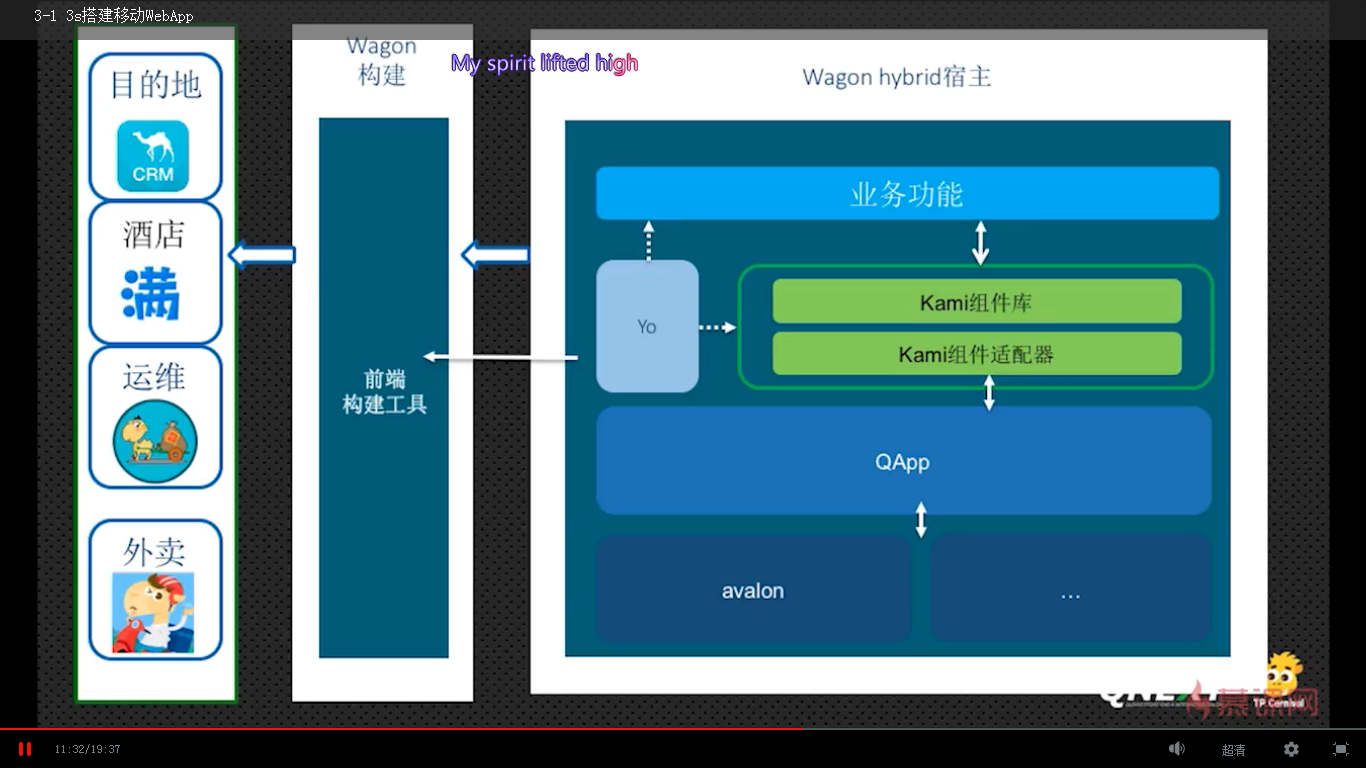 3-1 3s搭建移动WebApp
目的地
CRM
酒店
满
运维
外卖
Wagon
构建
前端
构建工具
My spirit lifted high
Wagon hybrid宿主
业务功能
Yo
Kami组件库
Kami组件适配器
QApp
avalon
...
QNEXT
慕课网
TP Carnival
11:32/19:37
超清